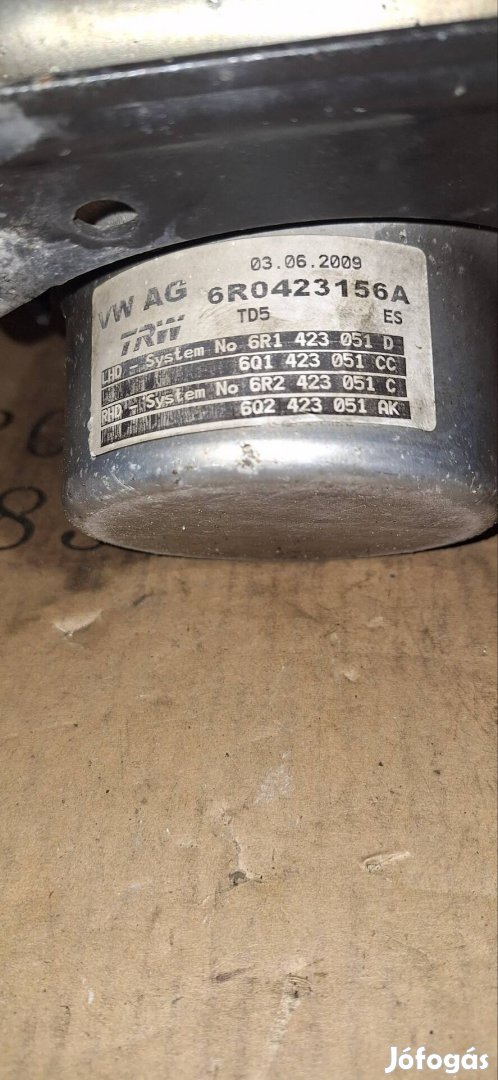 03.06.2009
VW AG 6R0423156A
TRW TD5 ES
LHD - System No 6R1 423 051 D
6Q1 423 051 CC
RHD - System No 6R2 423 051 C
6Q2 423 051 AK
Jófogás